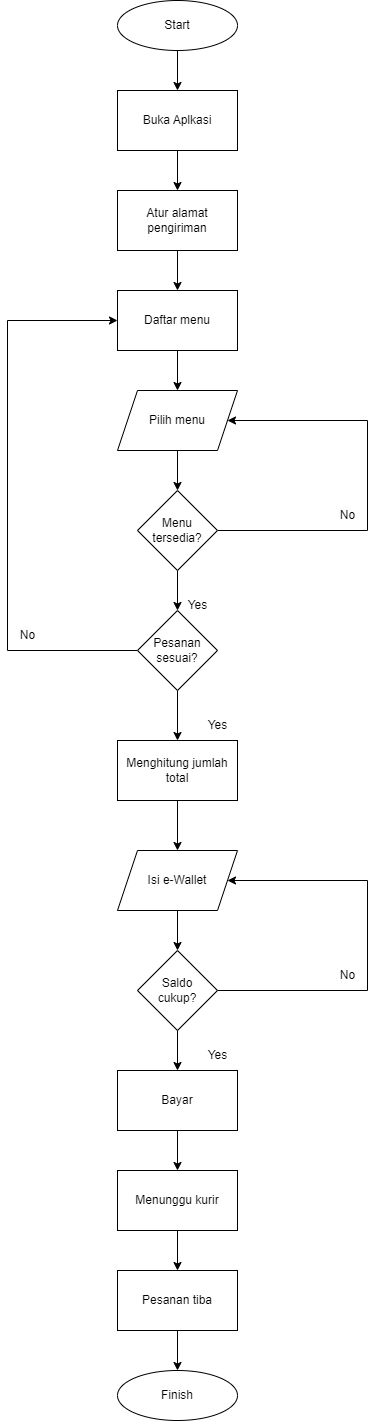 Start
Buka Aplkasi
Atur alamat
pengiriman
Daftar menu
Pilih menu
Menu
tersedia?
No
Yes
Pesanan
sesuai?
No
Yes
Menghitung jumlah
total
Isi e-Wallet
Saldo
cukup?
No
Yes
Bayar
Menunggu kurir
Pesanan tiba
Finish